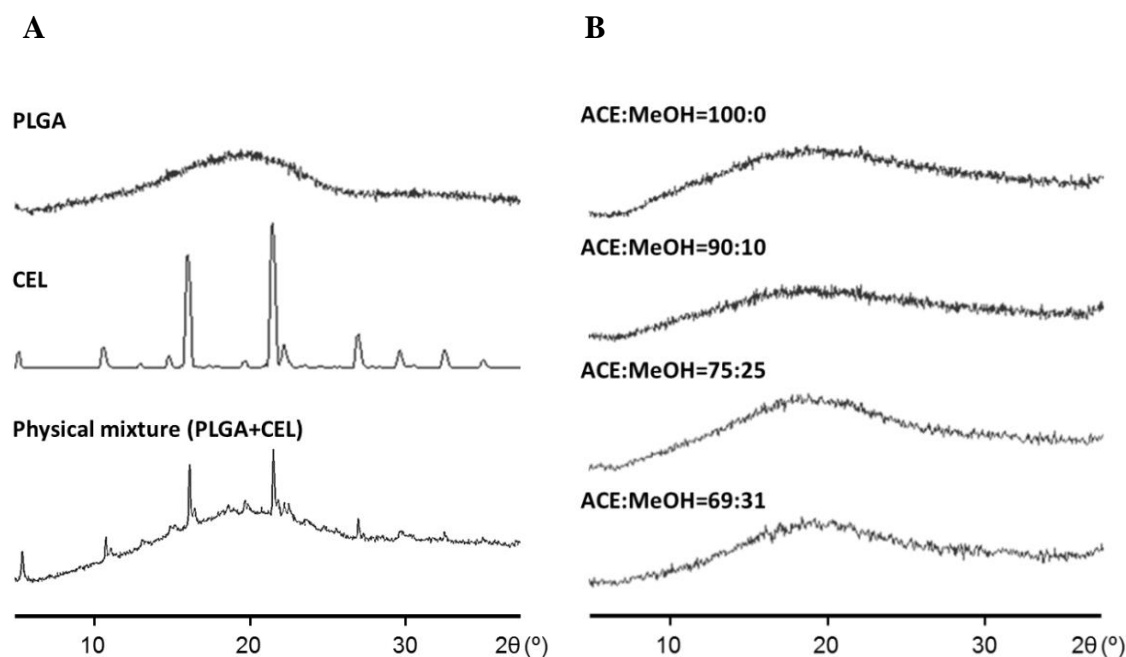 A
PLGA
CEL
Physical mixture (PLGA+CEL)
10 20 30 2θ (º)
B
ACE:MeOH=100:0
ACE:MeOH=90:10
ACE:MeOH=75:25
ACE:MeOH=69:31
10 20 30 2θ (º)